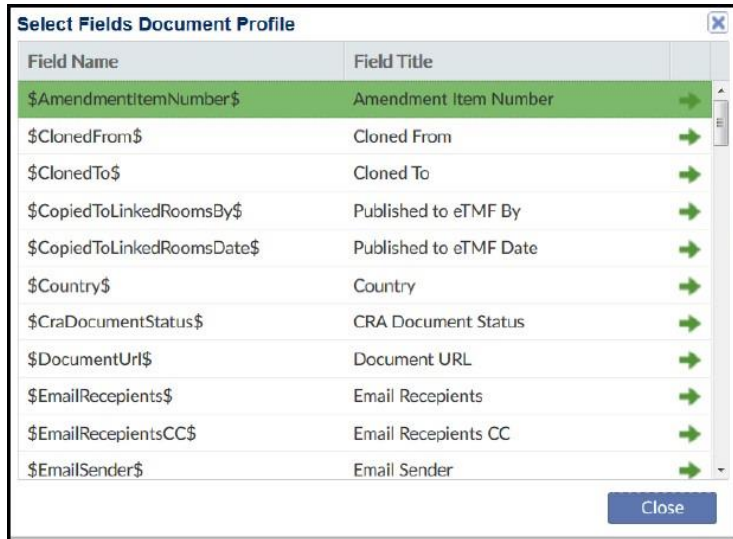 Select Fields Document Profile
Field Name Field Title
$AmendmentItemNumber$ Amendment Item Number
$ClonedFrom$ Cloned From
$ClonedTo$ Cloned To
$CopiedToLinkedRoomsBy$ Published to eTMF By
$CopiedToLinkedRoomsDate$ Published to eTMF Date
$Country$ Country
$CraDocumentStatus$ CRA Document Status
$DocumentUrl$ Document URL
$EmailRecepients$ Email Recepients
$EmailRecepientsCC$ Email Recepients CC
$EmailSender$ Email Sender
Close